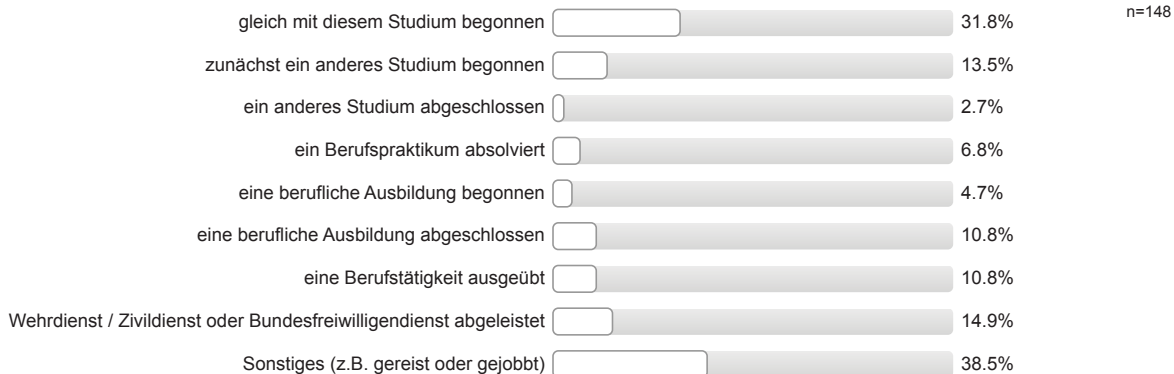 gleich mit diesem Studium begonnen 31.8% n=148
zunächst ein anderes Studium begonnen 13.5%
ein anderes Studium abgeschlossen 2.7%
ein Berufspraktikum absolviert 6.8%
eine berufliche Ausbildung begonnen 4.7%
eine berufliche Ausbildung abgeschlossen 10.8%
eine Berufstätigkeit ausgeübt 10.8%
Wehrdienst / Zivildienst oder Bundesfreiwilligendienst abgeleistet 14.9%
Sonstiges (z.B. gereist oder gejobbt) 38.5%